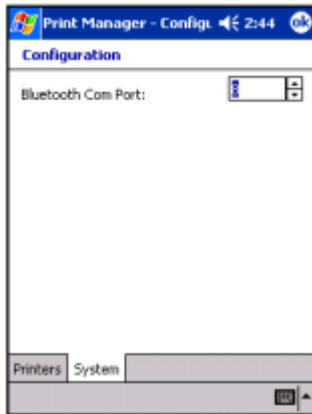 Print Manager - Configu 2:44 ok
Configuration
Bluetooth Com Port:
Printers System